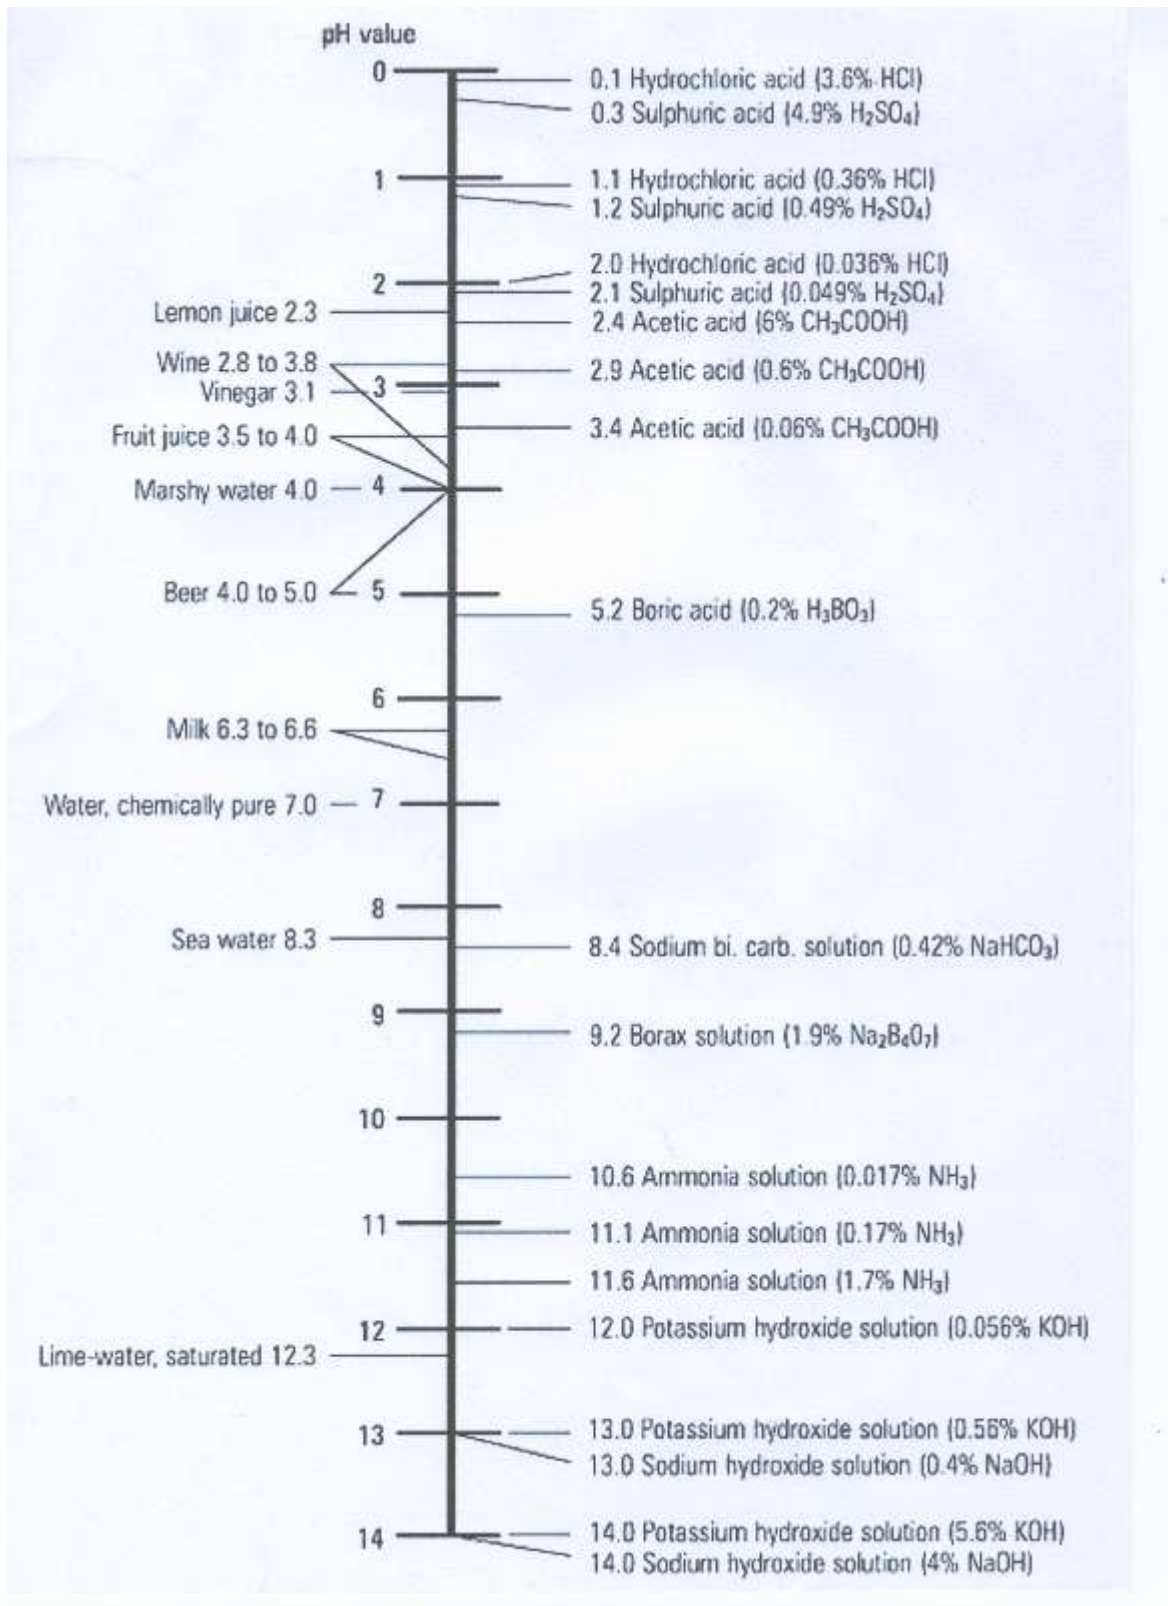 pH value
0
0.1 Hydrochloric acid (3.6% HCl)
0.3 Sulphuric acid (4.9% H₂SO₄)
1
1.1 Hydrochloric acid (0.36% HCl)
1.2 Sulphuric acid (0.49% H₂SO₄)
2.0 Hydrochloric acid (0.036% HCl)
2
2.1 Sulphuric acid (0.049% H₂SO₄)
Lemon juice 2.3
2.4 Acetic acid (6% CH₃COOH)
Wine 2.8 to 3.8
2.9 Acetic acid (0.6% CH₃COOH)
Vinegar 3.1
3
3.4 Acetic acid (0.06% CH₃COOH)
Fruit juice 3.5 to 4.0
Marshy water 4.0
4
Beer 4.0 to 5.0
5
5.2 Boric acid (0.2% H₃BO₃)
6
Milk 6.3 to 6.6
Water, chemically pure 7.0
7
8
Sea water 8.3
8.4 Sodium bi. carb. solution (0.42% NaHCO₃)
9
9.2 Borax solution (1.9% Na₂B₄O₇)
10
10.6 Ammonia solution (0.017% NH₃)
11
11.1 Ammonia solution (0.17% NH₃)
11.6 Ammonia solution (1.7% NH₃)
12
12.0 Potassium hydroxide solution (0.056% KOH)
Lime-water, saturated 12.3
13
13.0 Potassium hydroxide solution (0.56% KOH)
13.0 Sodium hydroxide solution (0.4% NaOH)
14
14.0 Potassium hydroxide solution (5.6% KOH)
14.0 Sodium hydroxide solution (4% NaOH)